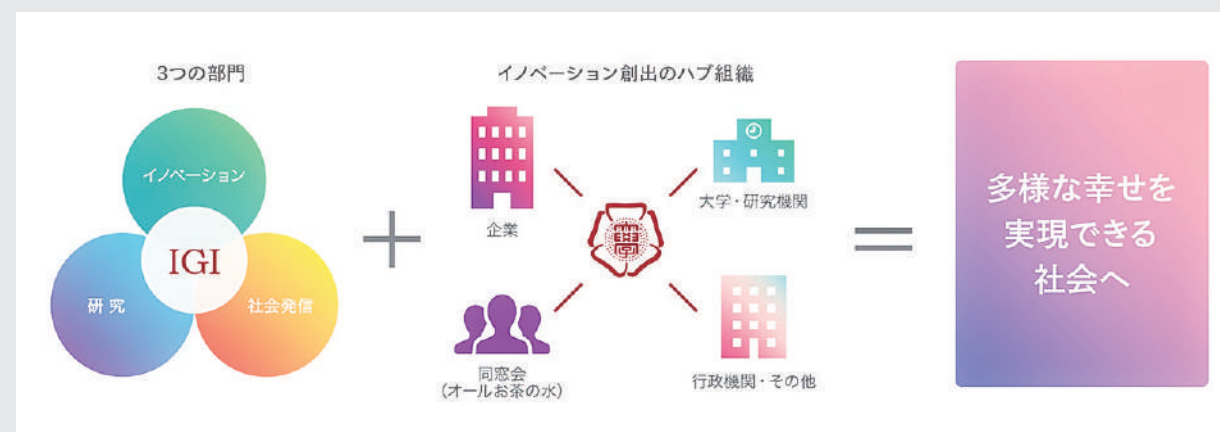 3つの部門
イノベーション
IGI
研究
社会発信
+
イノベーション創出のハブ組織
企業
大学・研究機関
同窓会
(オールお茶の水)
行政機関・その他
=
多様な幸せを
実現できる
社会へ